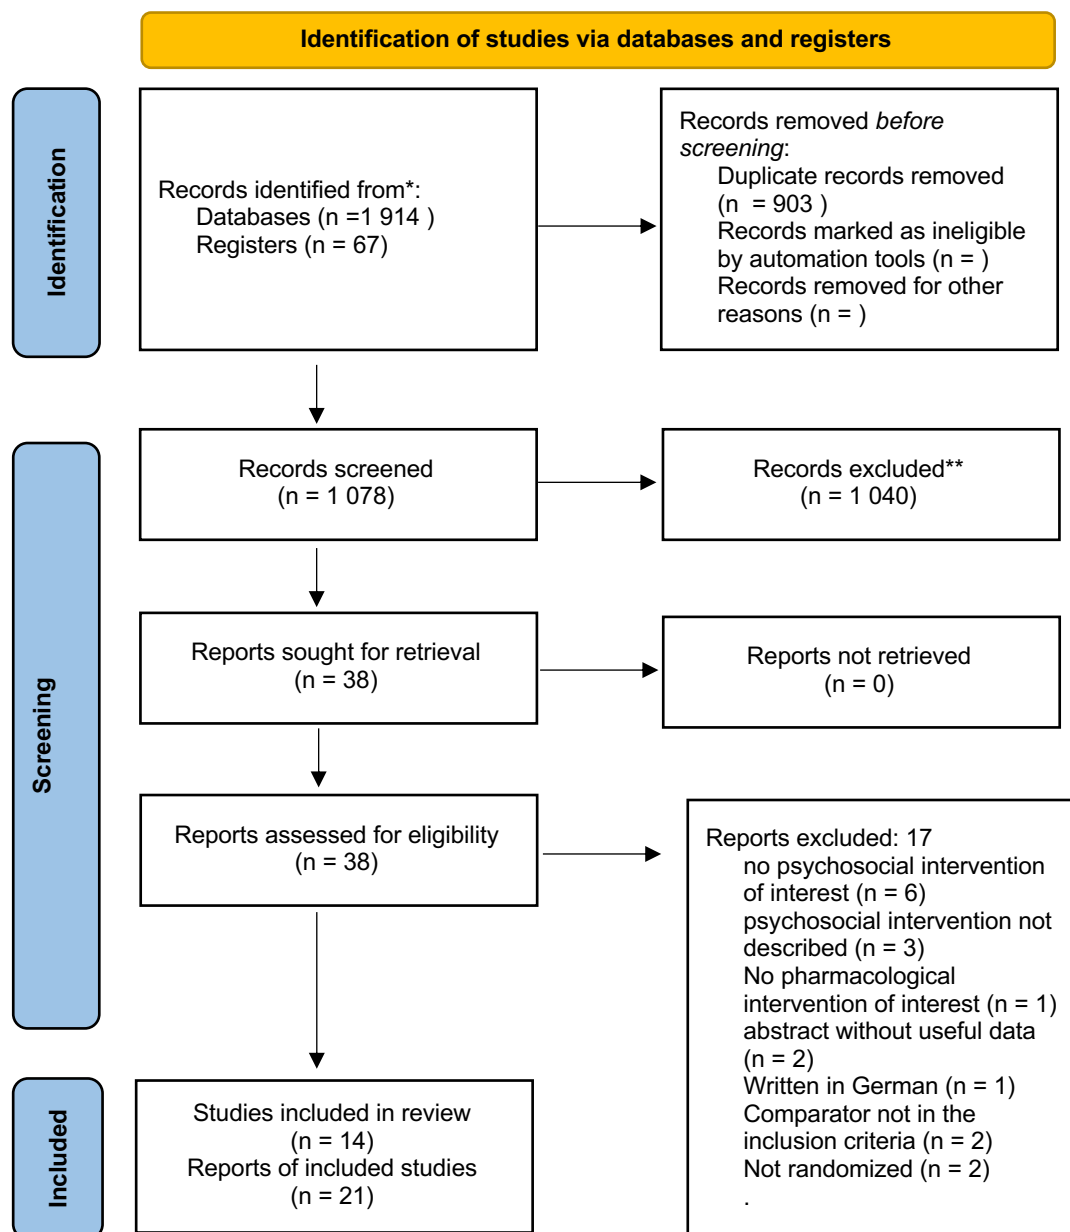 Identification of studies via databases and registers
Identification
Records identified from*:
Databases (n =1 914 )
Registers (n = 67)
Records removed before
screening:
Duplicate records removed
(n = 903 )
Records marked as ineligible
by automation tools (n = )
Records removed for other
reasons (n = )
Screening
Records screened
(n = 1 078)
Records excluded**
(n = 1 040)
Reports sought for retrieval
(n = 38)
Reports not retrieved
(n = 0)
Reports assessed for eligibility
(n = 38)
Reports excluded: 17
no psychosocial intervention
of interest (n = 6)
psychosocial intervention not
described (n = 3)
No pharmacological
intervention of interest (n = 1)
abstract without useful data
(n = 2)
Written in German (n = 1)
Comparator not in the
inclusion criteria (n = 2)
Not randomized (n = 2)
.
Included
Studies included in review
(n = 14)
Reports of included studies
(n = 21)